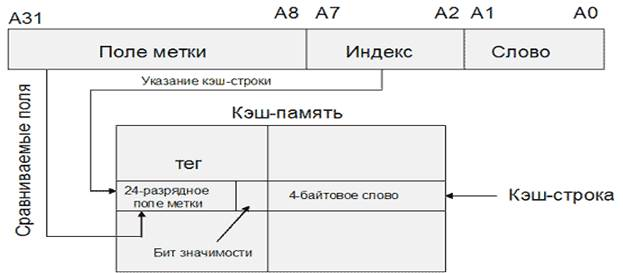 A31 A8 A7 A2 A1 A0
Поле метки Индекс Слово
Указание кэш-строки
Сравниваемые поля
Кэш-память
тег
24-разрядное
поле метки
4-байтовое слово
Кэш-строка
Бит значимости